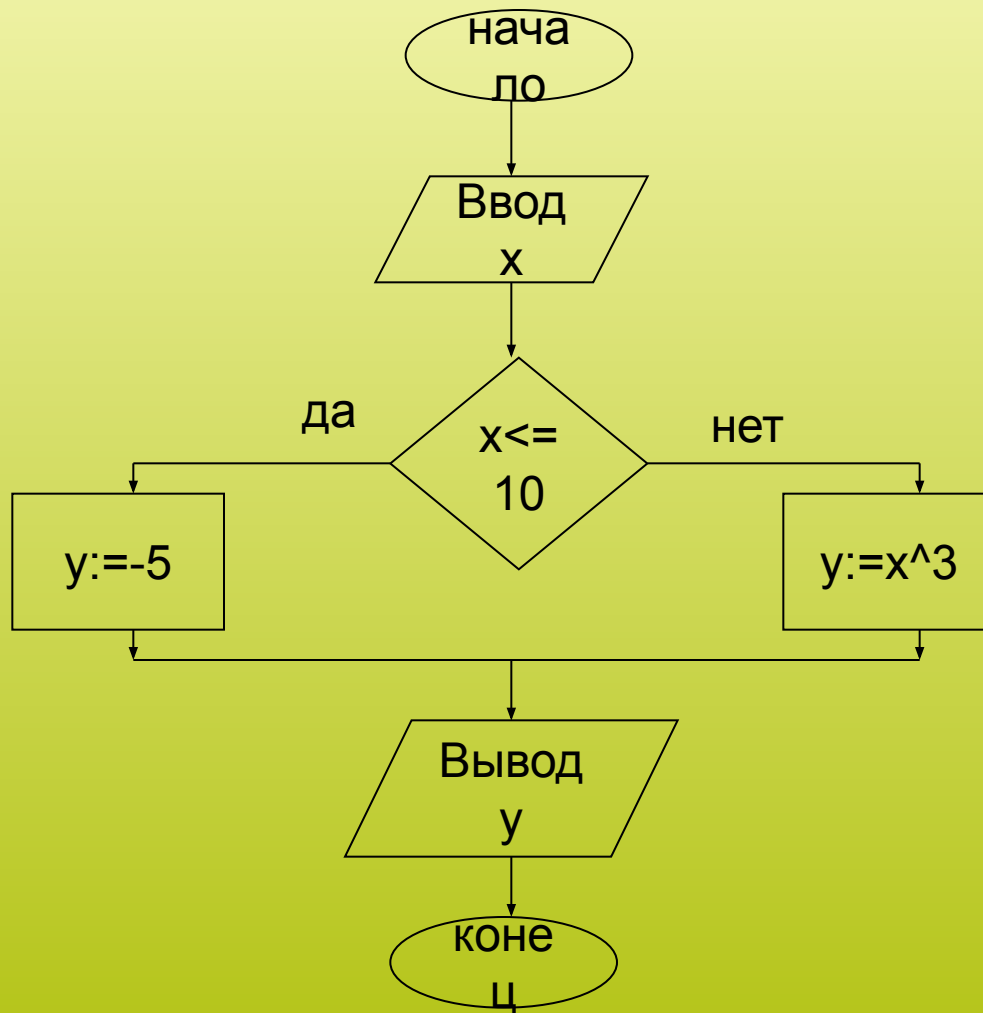 нача
ло
Ввод
х
да
x<=
10
нет
y:=-5
y:=x^3
Вывод
у
коне
ц